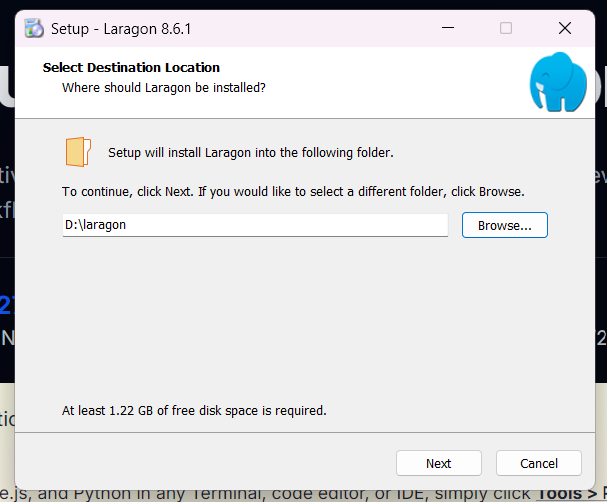 Setup - Laragon 8.6.1
Select Destination Location
Where should Laragon be installed?
Setup will install Laragon into the following folder.
To continue, click Next. If you would like to select a different folder, click Browse.
D:\laragon
Browse...
At least 1.22 GB of free disk space is required.
Next
Cancel
e.js, and Python in any Terminal, code editor, or IDE, simply click Tools >